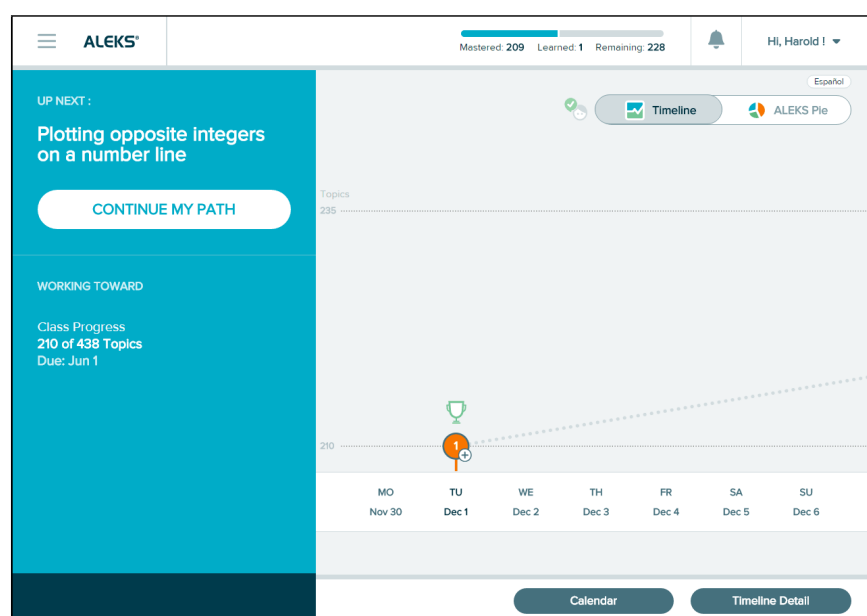 ALEKS®
Mastered: 209 Learned: 1 Remaining: 228
Hi, Harold !
Español
UP NEXT :
Plotting opposite integers
on a number line
CONTINUE MY PATH
WORKING TOWARD
Class Progress
210 of 438 Topics
Due: Jun 1
Timeline
ALEKS Pie
Topics
235
210
1
MO TU WE TH FR SA SU
Nov 30 Dec 1 Dec 2 Dec 3 Dec 4 Dec 5 Dec 6
Calendar
Timeline Detail